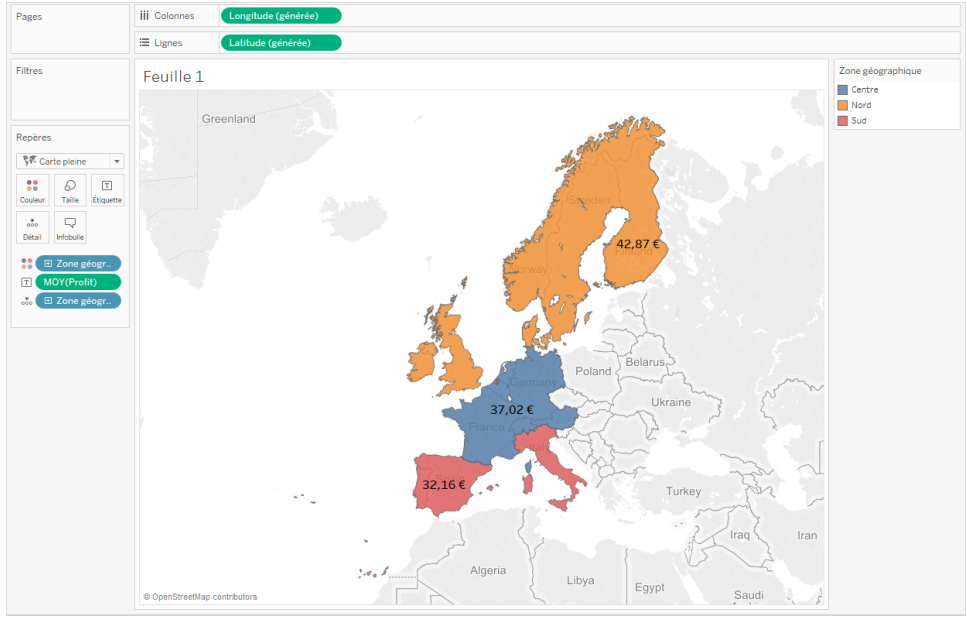 Pages
Colonnes
Longitude (générée)
Lignes
Latitude (générée)
Filtres
Repères
Carte pleine
Couleur
Taille
Étiquette
Détail
Infobulle
Zone géogr..
MOY(Profit)
Zone géogr..
Feuille 1
Greenland
Sweden
42,87 €
Finland
Norway
Belarus
Poland
Germany
Ukraine
37,02 €
France
Italy
32,16 €
Turkey
Iraq
Iran
Algeria
Libya
Egypt
Saudi
© OpenStreetMap contributors
Zone géographique
Centre
Nord
Sud